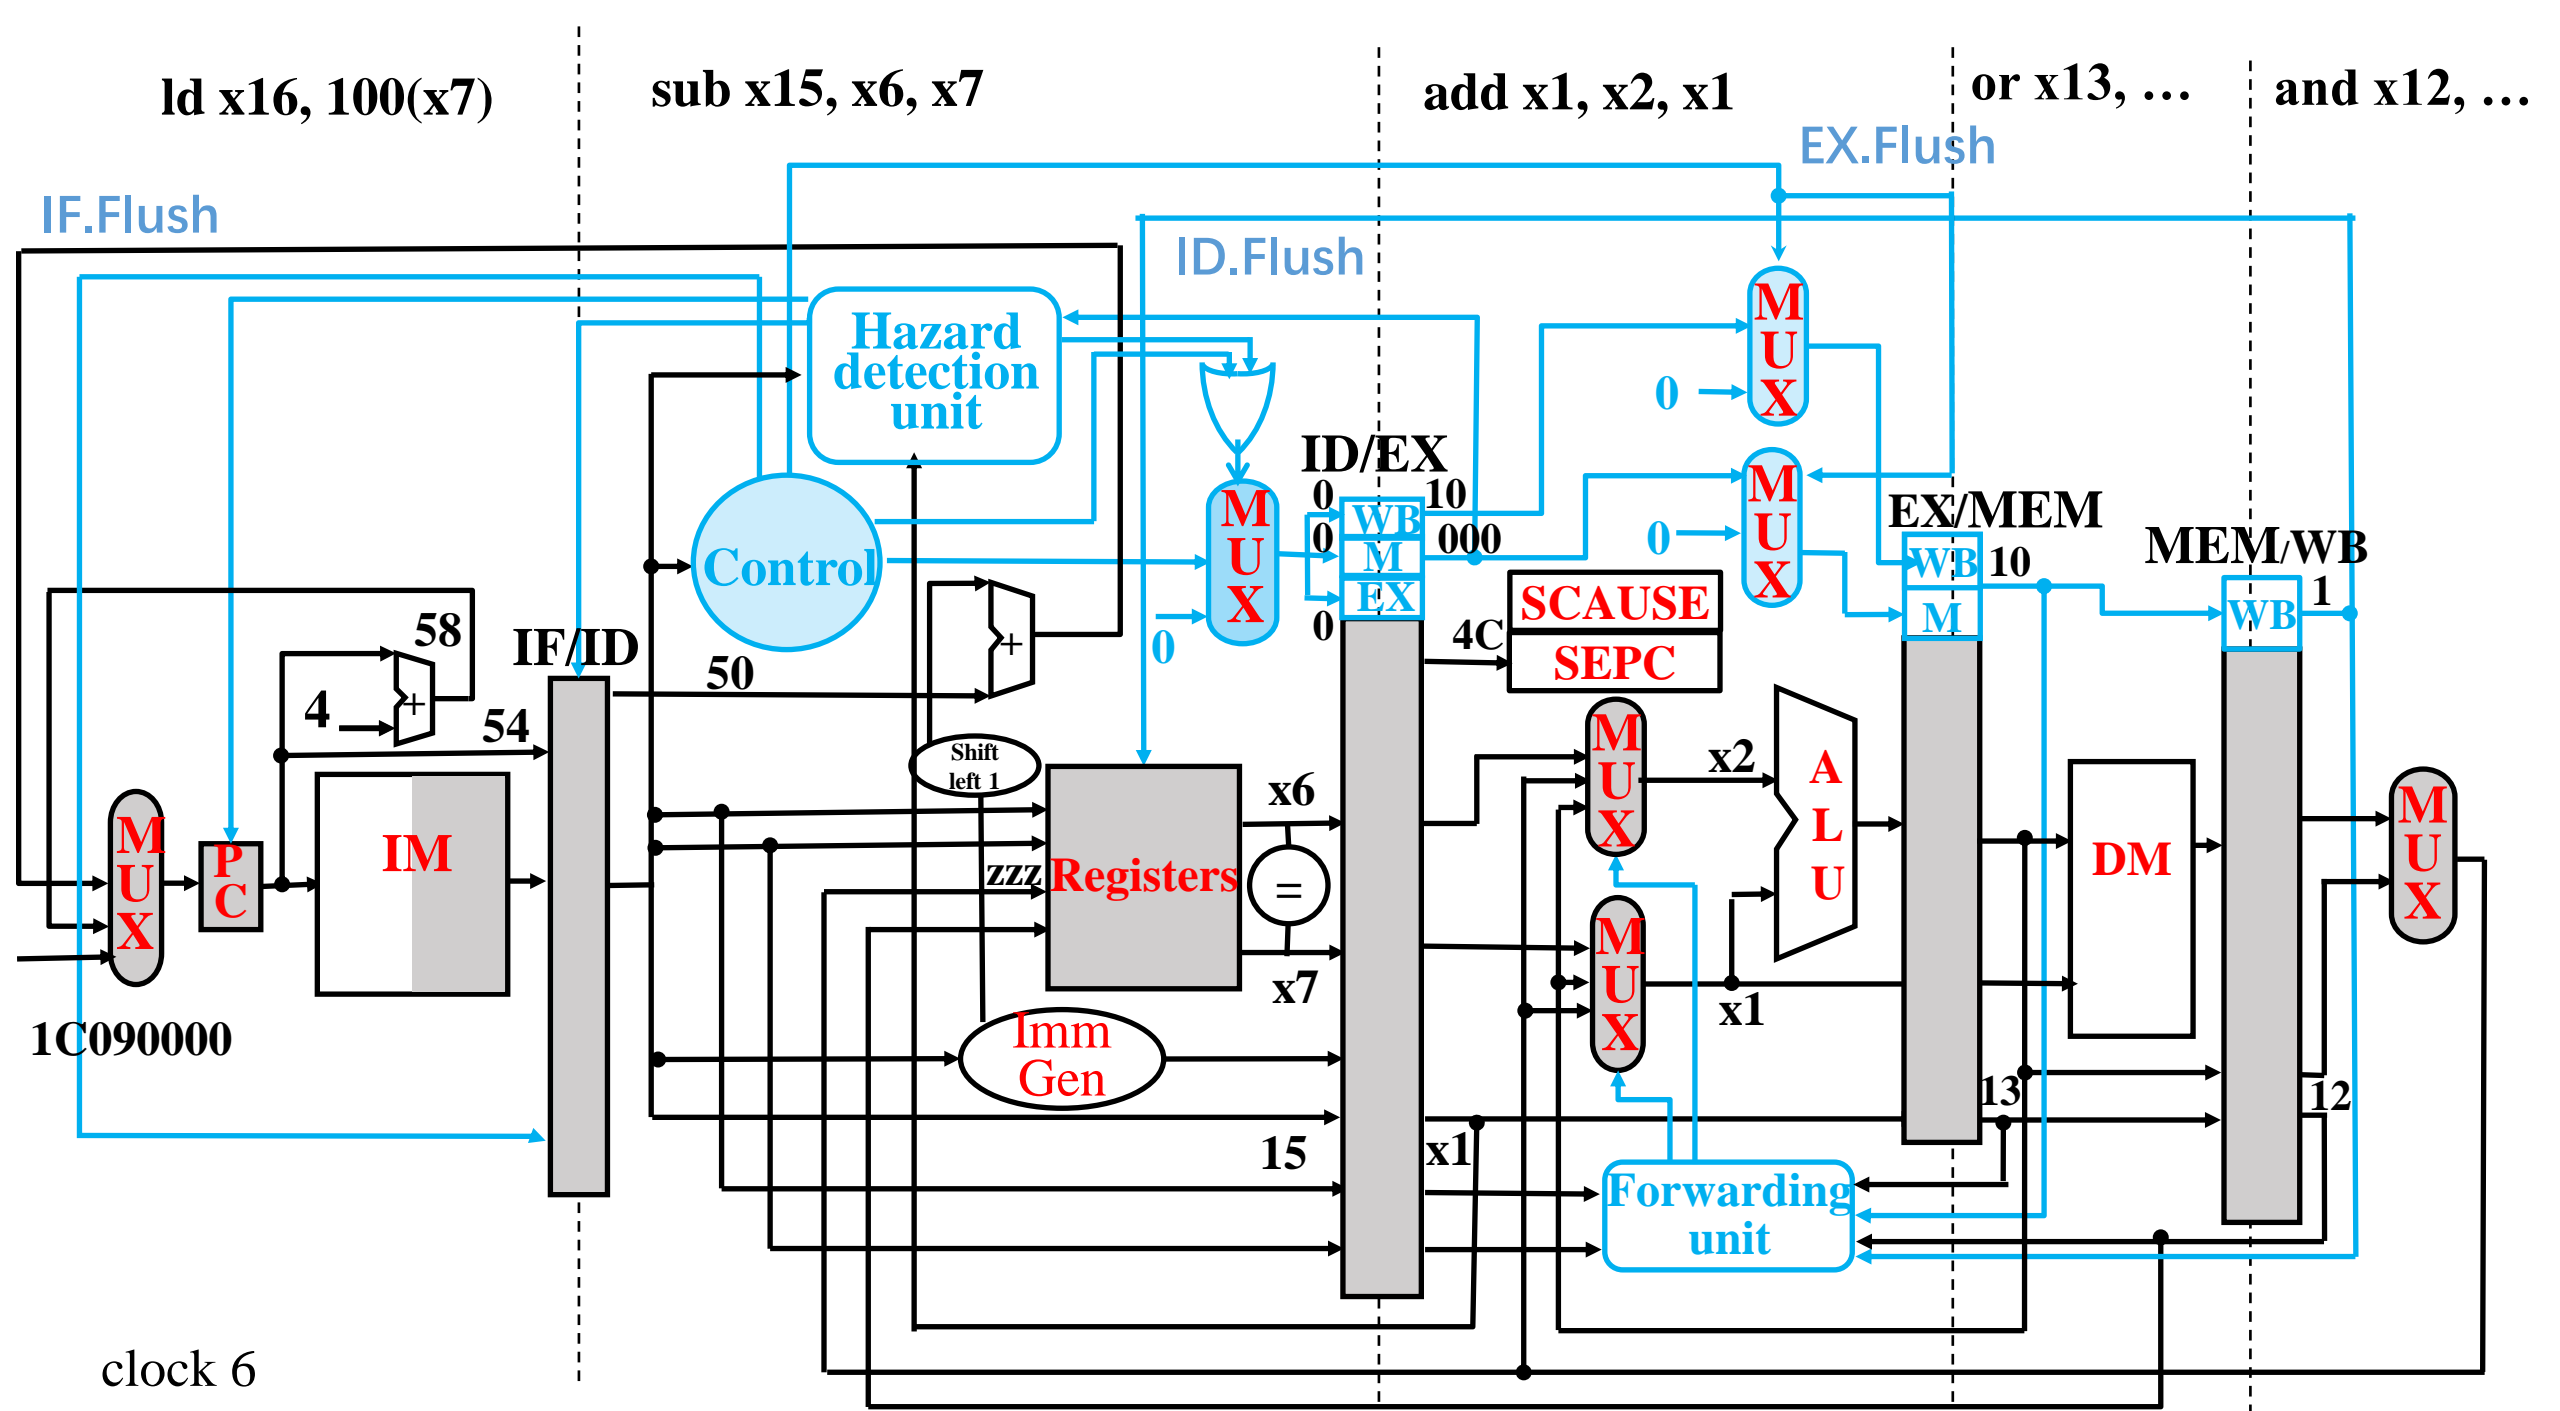 ld x16, 100(x7)
sub x15, x6, x7
add x1, x2, x1
or x13, …
and x12, …
EX.Flush
IF.Flush
ID.Flush
Hazard
detection
unit
MUX
0
MUX
0
Control
MUX
0
ID/EX
0
0
0
WB
M
EX
10
000
EX/MEM
WB
M
10
MEM/WB
WB
1
SCAUSE
SEPC
4C
58
4
+
54
IF/ID
50
+
Shift
left 1
MUX
PC
IM
1C090000
zzz
Registers
x6
=
x7
Imm
Gen
15
x1
MUX
x2
MUX
x1
ALU
DM
MUX
13
12
Forwarding
unit
clock 6